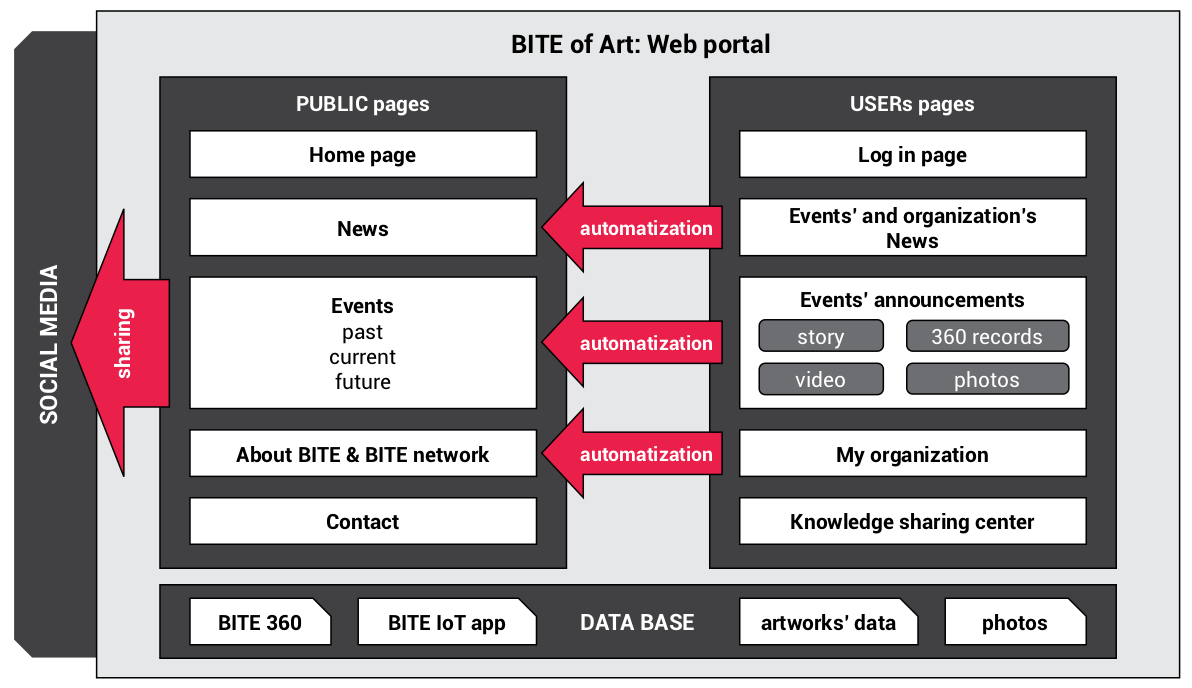 BITE of Art: Web portal
SOCIAL MEDIA
sharing
PUBLIC pages
Home page
News
Events
past
current
future
About BITE & BITE network
Contact
automatization
automatization
automatization
USERs pages
Log in page
Events’ and organization’s
News
Events’ announcements
story
360 records
video
photos
My organization
Knowledge sharing center
BITE 360
BITE IoT app
DATA BASE
artworks’ data
photos